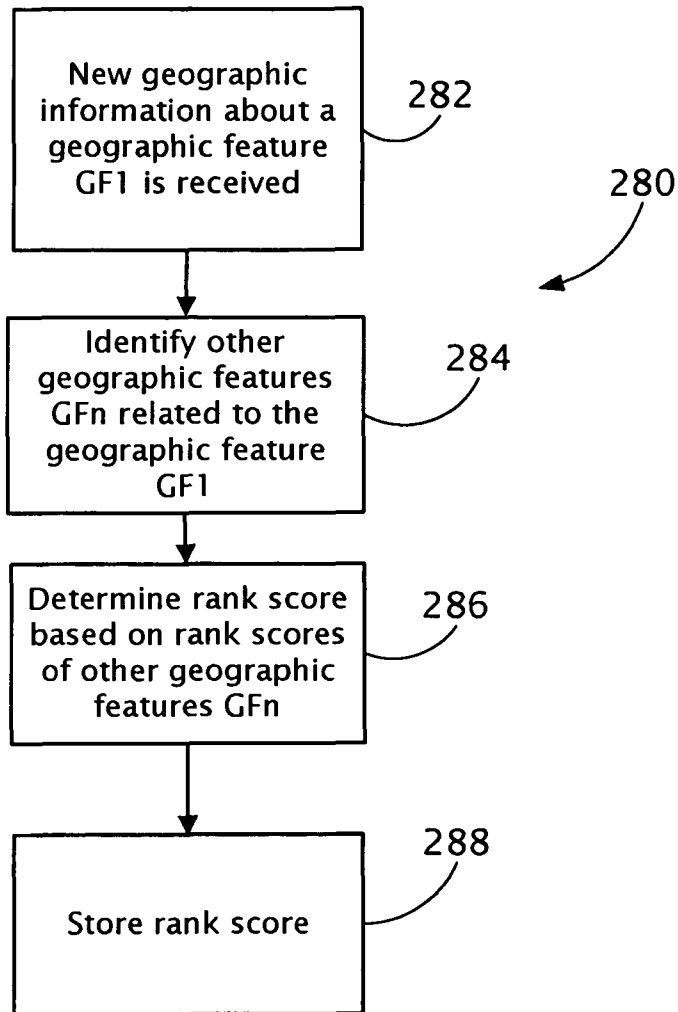 New geographic
information about a
geographic feature
GF1 is received
282
280
Identify other
geographic features
GFn related to the
geographic feature
GF1
284
Determine rank score
based on rank scores
of other geographic
features GFn
286
Store rank score
288